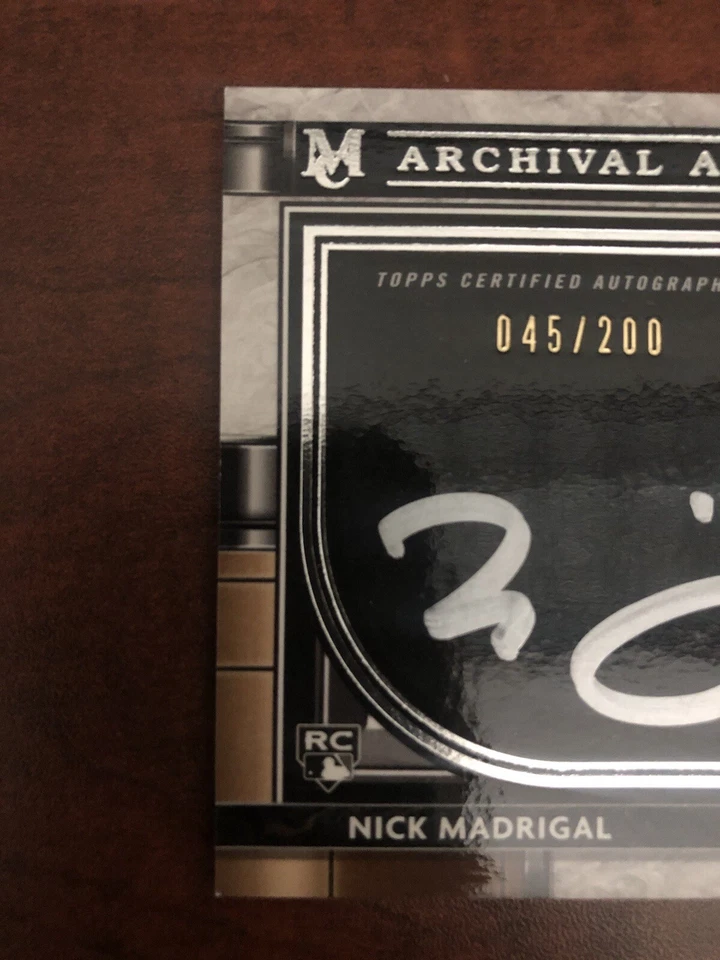 MC ARCHIVAL A
TOPPS CERTIFIED AUTOGRAPH
045/200
RC
NICK MADRIGAL